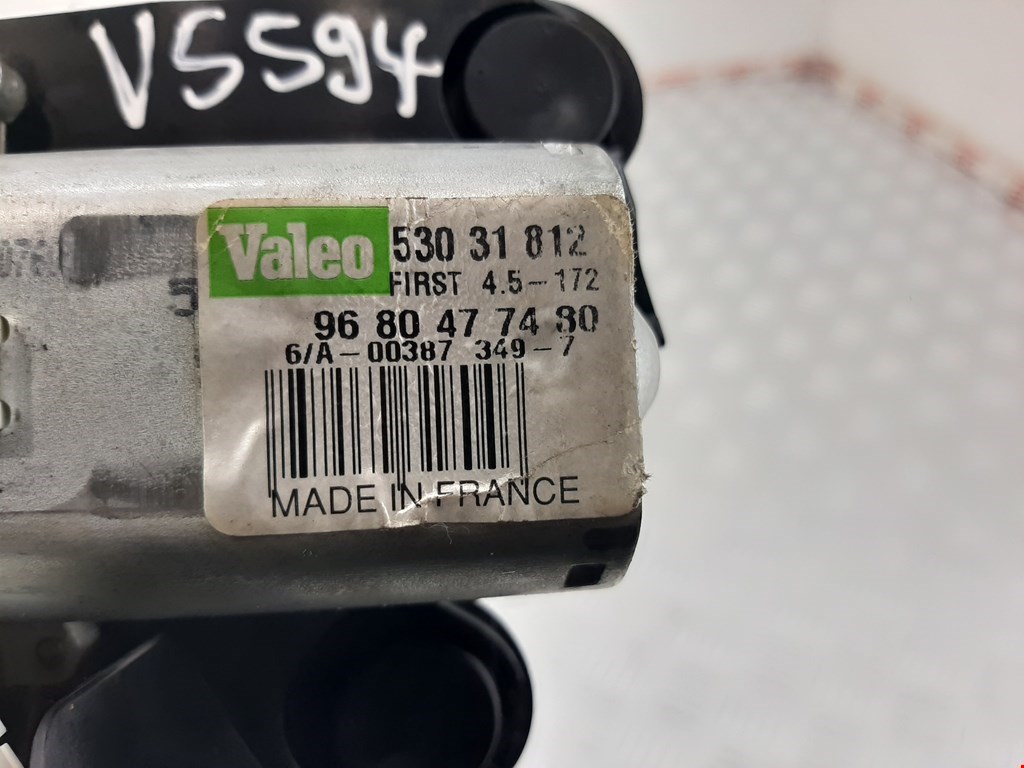 V5594
Valeo 530 31 812
FIRST 4.5-172
96 80 47 74 80
6/A-00387 349-7
MADE IN FRANCE